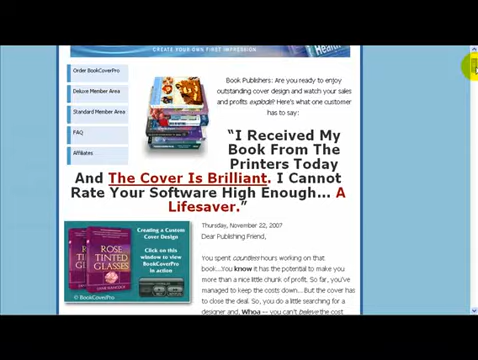 CREATE YOUR OWN FIRST IMPRESSION
Health
Order BookCoverPro
Deluxe Member Area
Standard Member Area
FAQ
Affiliates
Book Publishers: Are you ready to enjoy
outstanding cover design and watch your sales
and profits explode? Here's what one customer
has to say:
“I Received My
Book From The
Printers Today
And The Cover Is Brilliant. I Cannot
Rate Your Software High Enough... A
Lifesaver.”
Creating a Custom
Cover Design
Click on this
window to view
BookCoverPro
in action
ROSE
TINTED
GLASSES
© BookCoverPro
Thursday, November 22, 2007
Dear Publishing Friend,
You spent countless hours working on that
book...You know it has the potential to make you
more than a nice little chunk of profit. So far, you've
managed to keep the costs down... But the cover has
to close the deal. So, you do a little searching for a
designer and, Whoa -- you can't believe the cost